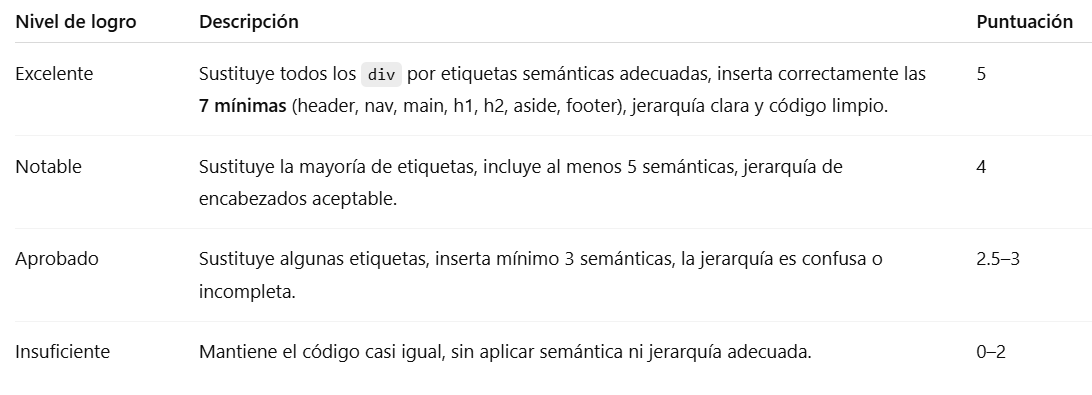 Nivel de logro Descripción Puntuación
Excelente Sustituye todos los div por etiquetas semánticas adecuadas, inserta correctamente las 5
7 mínimas (header, nav, main, h1, h2, aside, footer), jerarquía clara y código limpio.
Notable Sustituye la mayoría de etiquetas, incluye al menos 5 semánticas, jerarquía de 4
encabezados aceptable.
Aprobado Sustituye algunas etiquetas, inserta mínimo 3 semánticas, la jerarquía es confusa o 2.5–3
incompleta.
Insuficiente Mantiene el código casi igual, sin aplicar semántica ni jerarquía adecuada. 0–2